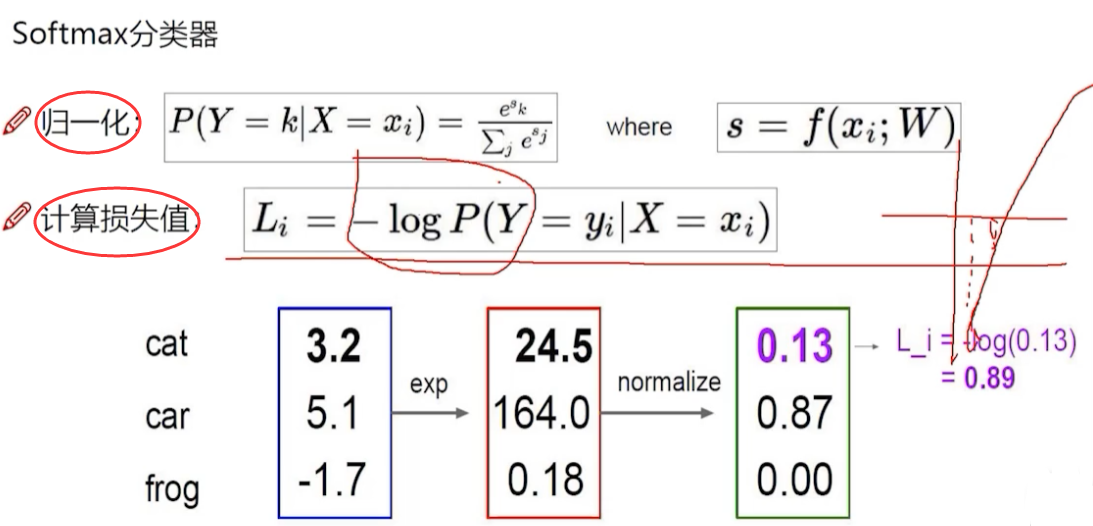 Softmax分类器
归一化: P(Y = k|X = x_i) = \frac{e^{s_k}}{\sum_j e^{s_j}} where s = f(x_i; W)
计算损失值: L_i = -log P(Y = y_i|X = x_i)
cat 3.2 24.5 0.13 → L_i = -log(0.13)
= 0.89
exp normalize
car 5.1 164.0 0.87
frog -1.7 0.18 0.00